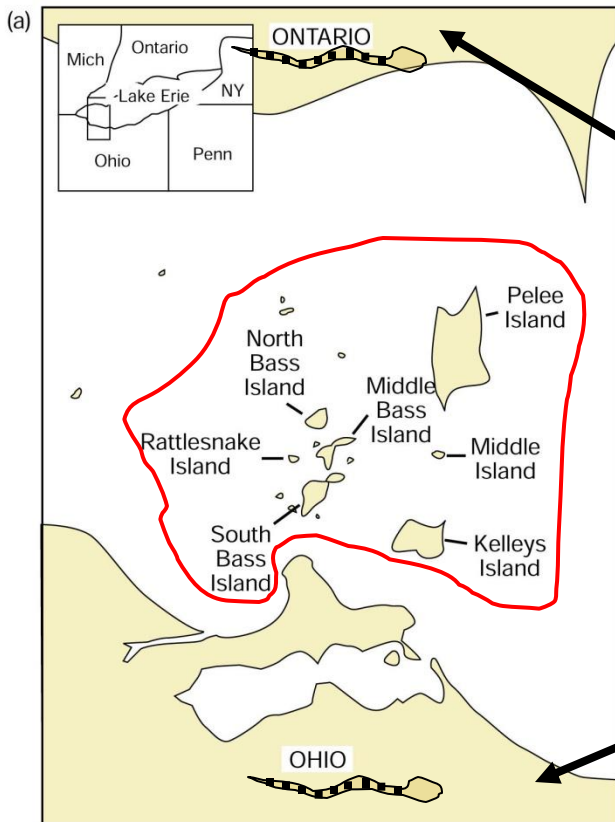 (a)
Mich
Ontario
Lake Erie
NY
Ohio
Penn
ONTARIO
Pelee
Island
North
Bass
Island
Middle
Bass
Island
Rattlesnake
Island
Middle
Island
South
Bass
Island
Kelleys
Island
OHIO